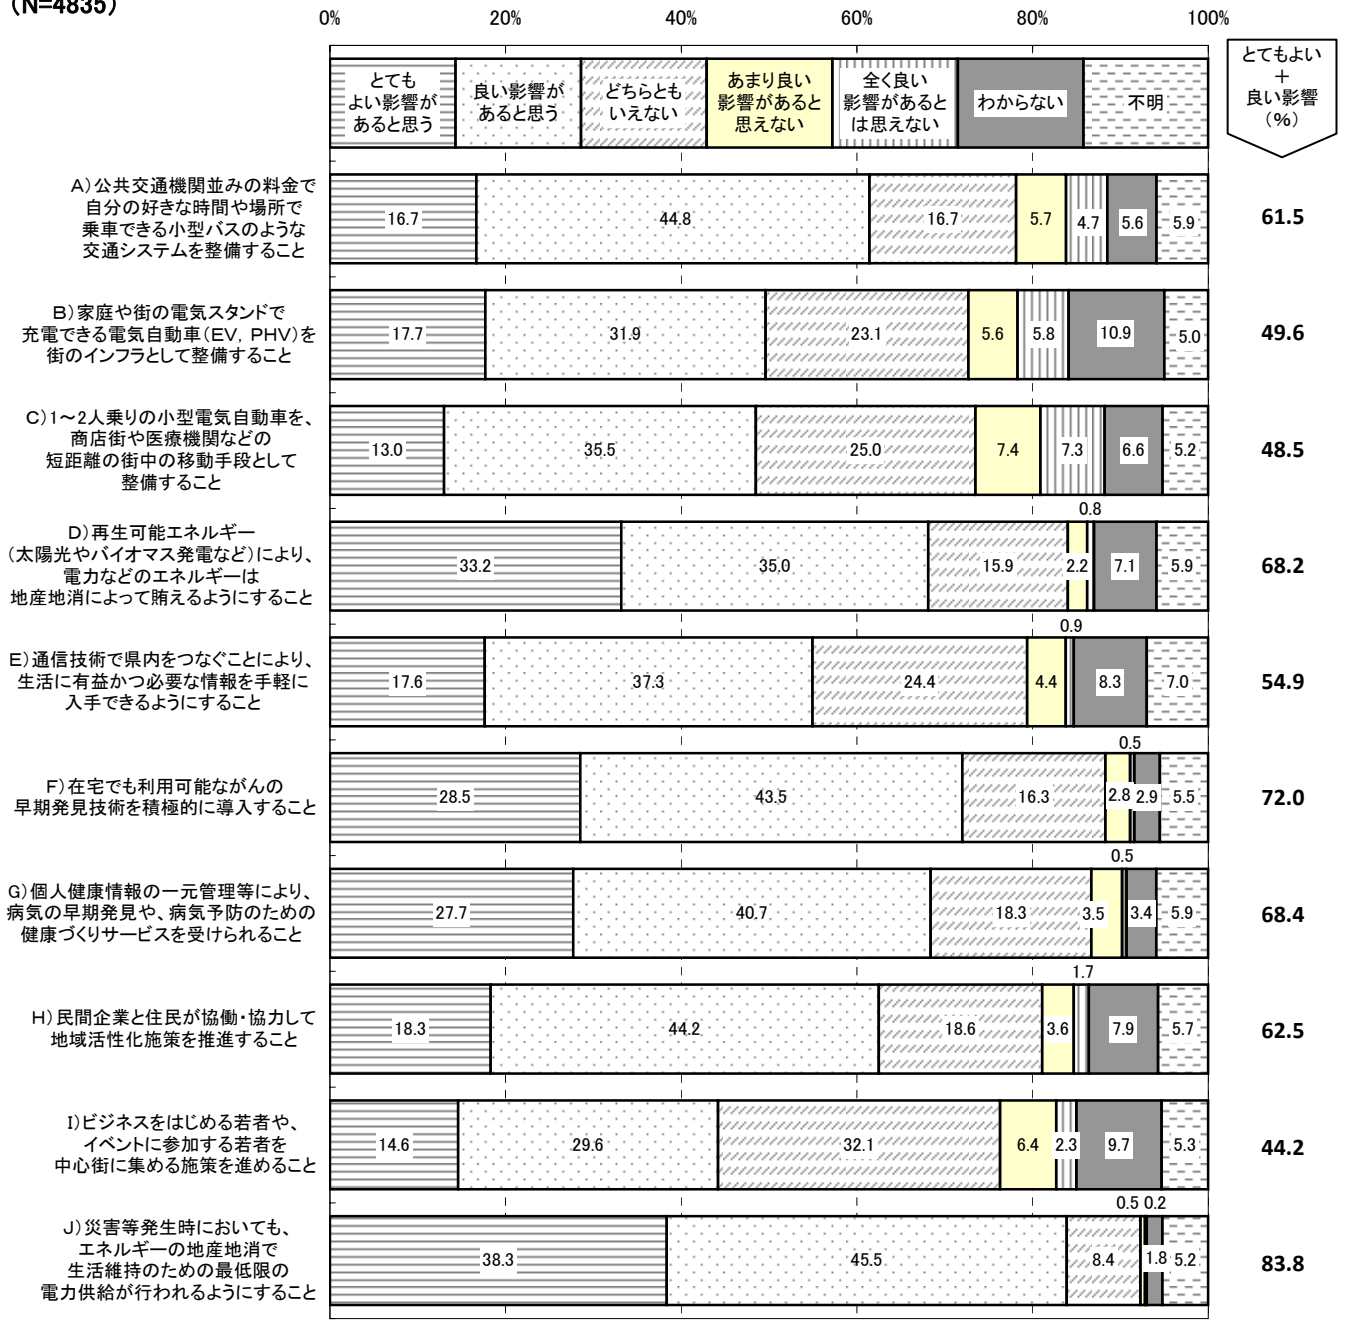 (N=4835)
0% 20% 40% 60% 80% 100%
とても
よい影響が
あると思う
良い影響が
あると思う
どちらとも
いえない
あまり良い
影響があると
思えない
全く良い
影響があると
は思えない
わからない
不明
とてもよい
+
良い影響
(%)
A)公共交通機関並みの料金で
自分の好きな時間や場所で
乗車できる小型バスのような
交通システムを整備すること
16.7 44.8 16.7 5.7 4.7 5.6 5.9 61.5
B)家庭や街の電気スタンドで
充電できる電気自動車(EV, PHV)を
街のインフラとして整備すること
17.7 31.9 23.1 5.6 5.8 10.9 5.0 49.6
C)1～2人乗りの小型電気自動車を、
商店街や医療機関などの
短距離の街中の移動手段として
整備すること
13.0 35.5 25.0 7.4 7.3 6.6 5.2 48.5
D)再生可能エネルギー
(太陽光やバイオマス発電など)により、
電力などのエネルギーは
地産地消によって賄えるようにすること
0.8
33.2 35.0 15.9 2.2 7.1 5.9 68.2
E)通信技術で県内をつなぐことにより、
生活に有益かつ必要な情報を手軽に
入手できるようにすること
0.9
17.6 37.3 24.4 4.4 8.3 7.0 54.9
F)在宅でも利用可能ながんの
早期発見技術を積極的に導入すること
0.5
28.5 43.5 16.3 2.8 2.9 5.5 72.0
G)個人健康情報の一元管理等により、
病気の早期発見や、病気予防のための
健康づくりサービスを受けられること
0.5
27.7 40.7 18.3 3.5 3.4 5.9 68.4
H)民間企業と住民が協働・協力して
地域活性化施策を推進すること
1.7
18.3 44.2 18.6 3.6 7.9 5.7 62.5
I)ビジネスをはじめる若者や、
イベントに参加する若者を
中心街に集める施策を進めること
14.6 29.6 32.1 6.4 2.3 9.7 5.3 44.2
J)災害等発生時においても、
エネルギーの地産地消で
生活維持のための最低限の
電力供給が行われるようにすること
0.5 0.2
38.3 45.5 8.4 1.8 5.2 83.8